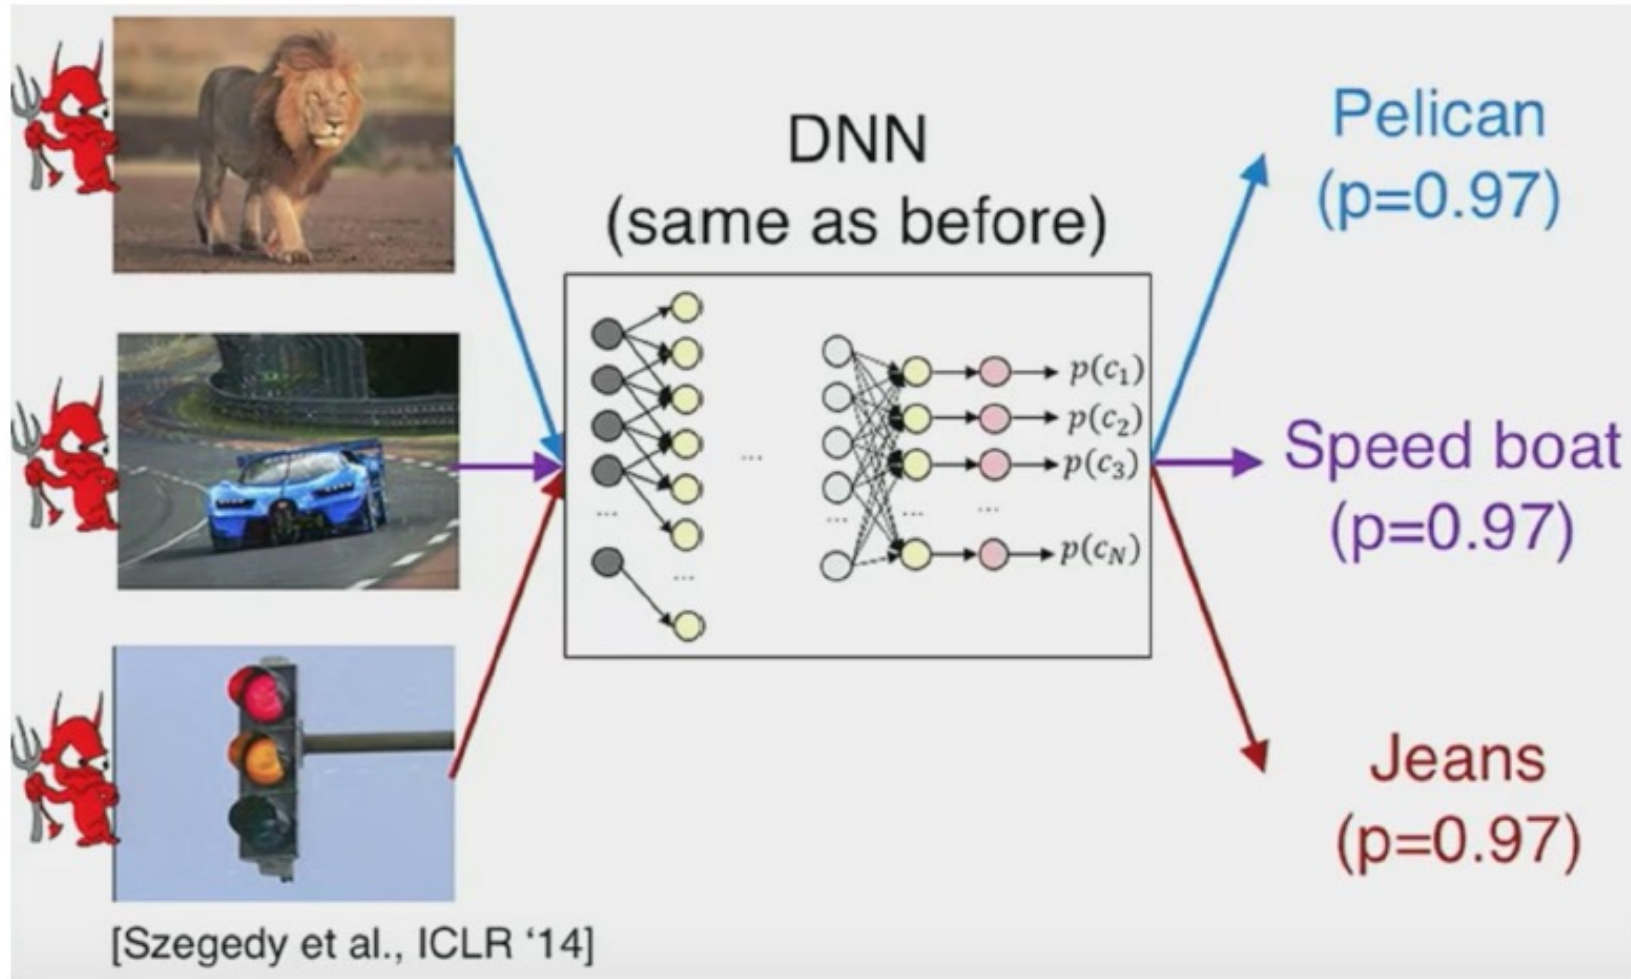 DNN
(same as before)
Pelican
(p=0.97)
p(c₁)
p(c₂)
p(c₃)
...
...
...
...
...
...
p(c_N)
Speed boat
(p=0.97)
Jeans
(p=0.97)
[Szegedy et al., ICLR ‘14]